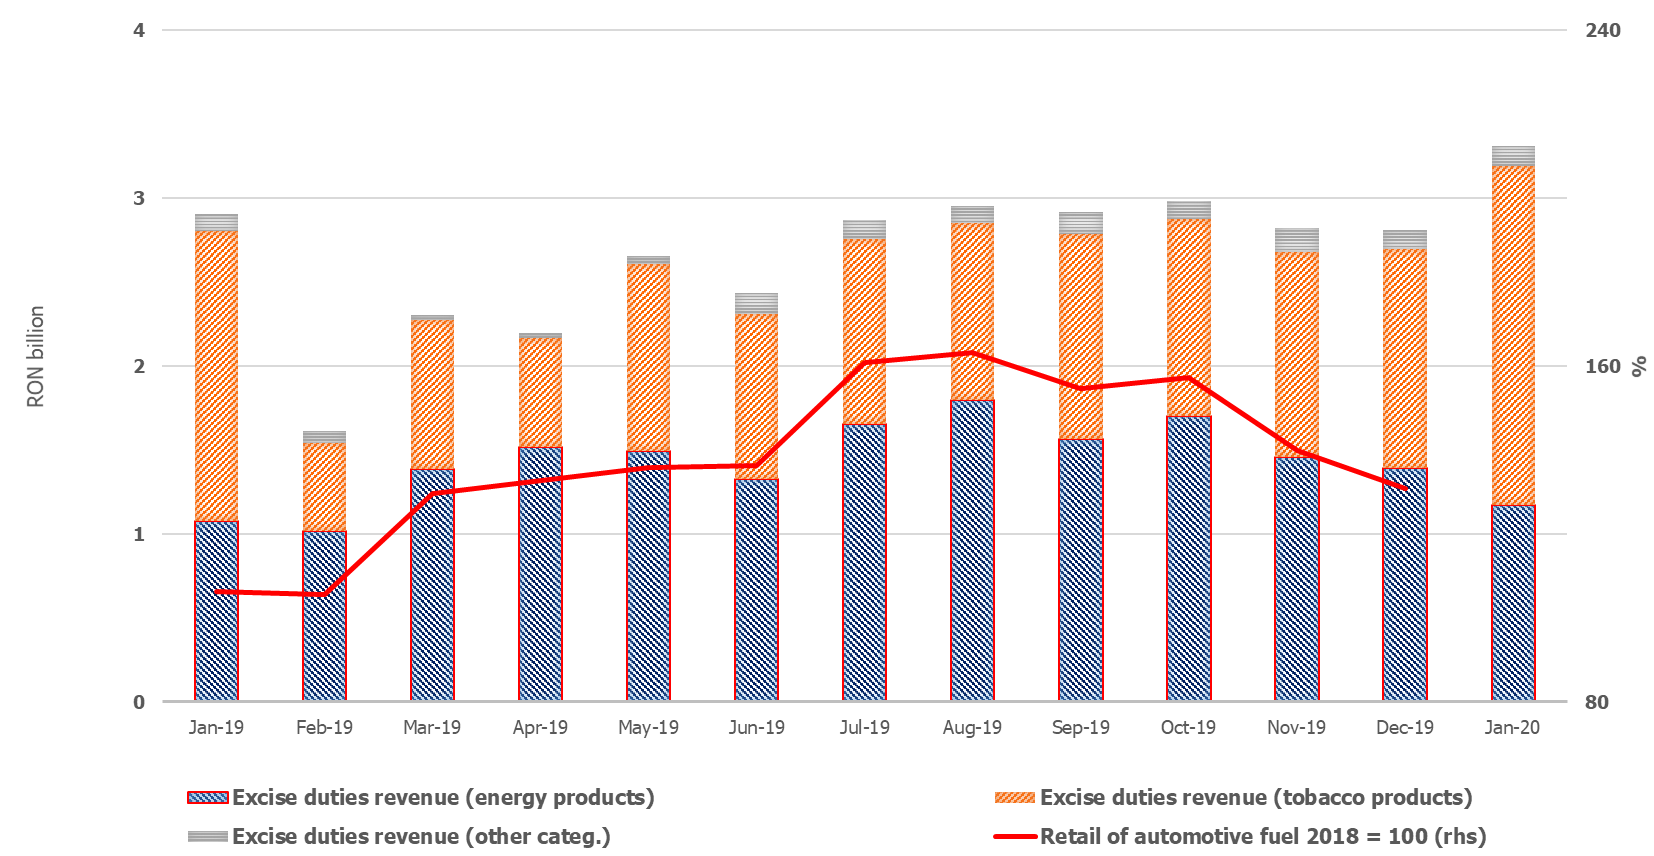 4
240
3
2
160
1
0
80
RON billion
%
Jan-19 Feb-19 Mar-19 Apr-19 May-19 Jun-19 Jul-19 Aug-19 Sep-19 Oct-19 Nov-19 Dec-19 Jan-20
Excise duties revenue (energy products)
Excise duties revenue (tobacco products)
Excise duties revenue (other categ.)
Retail of automotive fuel 2018 = 100 (rhs)